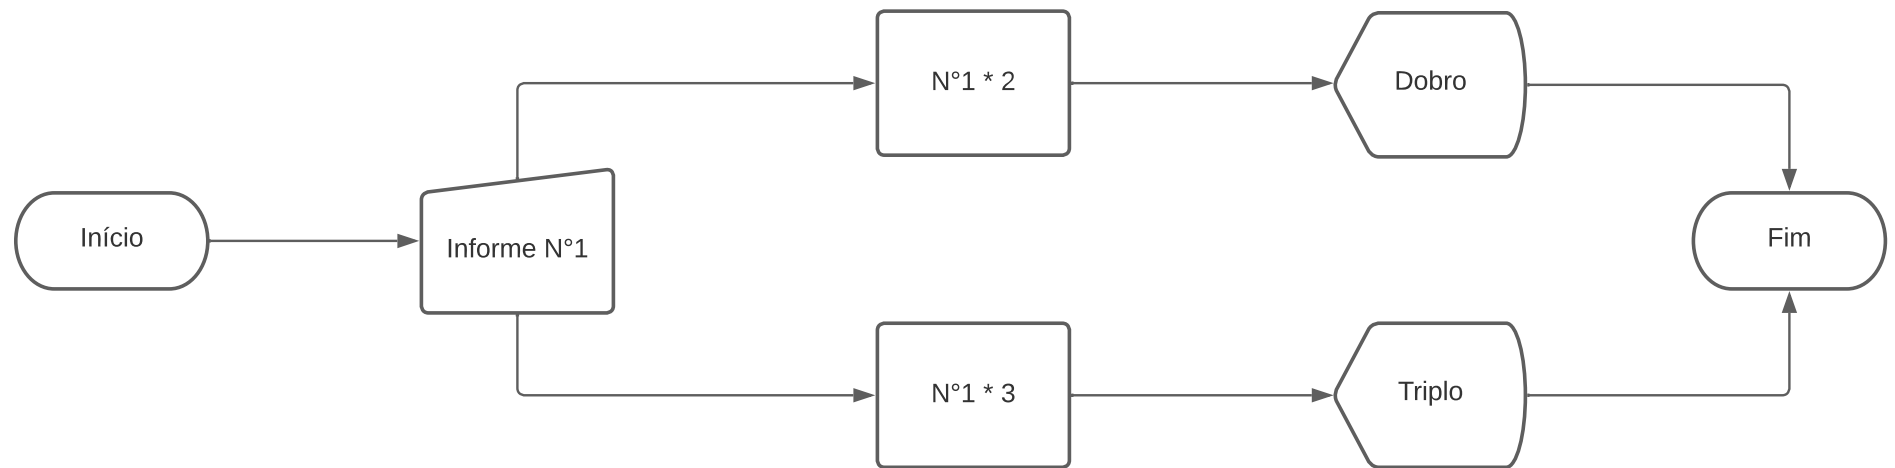 Início
Informe N°1
N°1 * 2
Dobro
N°1 * 3
Triplo
Fim